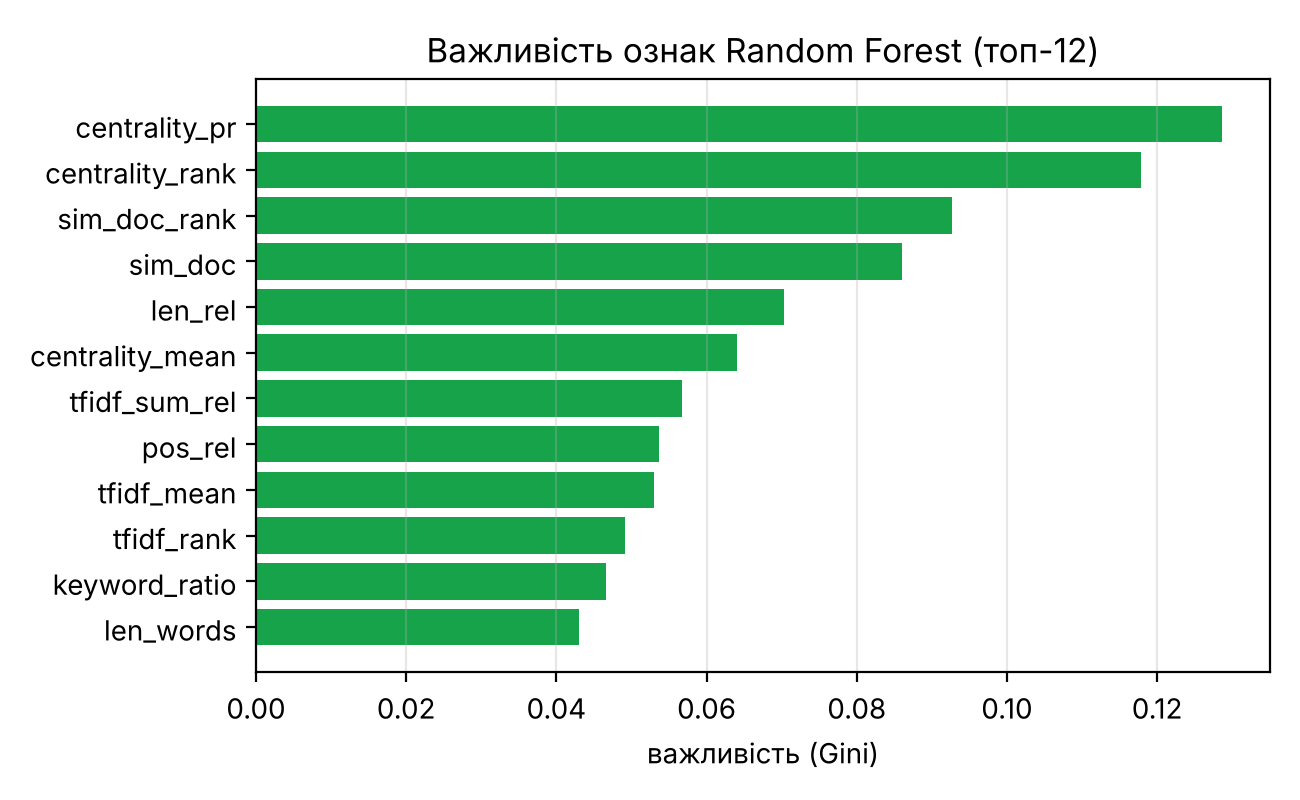 Важливість ознак Random Forest (топ-12)
centrality_pr
centrality_rank
sim_doc_rank
sim_doc
len_rel
centrality_mean
tfidf_sum_rel
pos_rel
tfidf_mean
tfidf_rank
keyword_ratio
len_words
0.00 0.02 0.04 0.06 0.08 0.10 0.12
важливість (Gini)